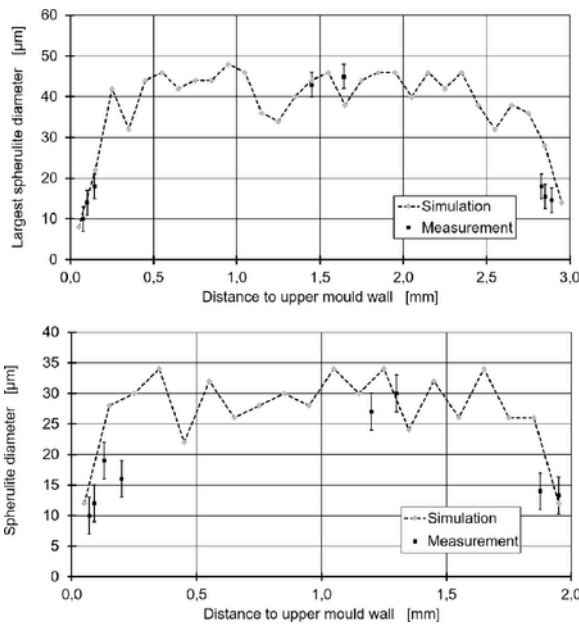 60
50
40
30
20
10
0
Largest spherulite diameter [µm]
Simulation
Measurement
0,0 0,5 1,0 1,5 2,0 2,5 3,0
Distance to upper mould wall [mm]
40
35
30
25
20
15
10
5
0
Spherulite diameter [µm]
Simulation
Measurement
0,0 0,5 1,0 1,5 2,0
Distance to upper mould wall [mm]